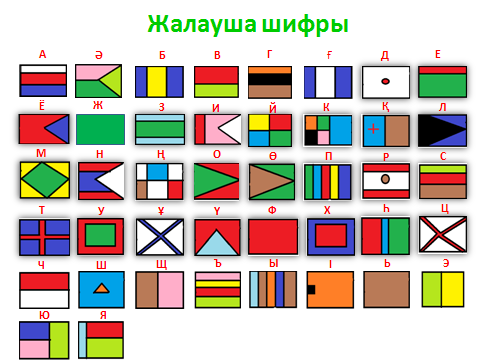 Жалауша шифры
А Ә Б В Г Ғ Д Е
Ё Ж З И Й К Қ Л
М Н Ң О Ө П Р С
Т У Ұ Ү Ф Х Һ Ц
Ч Ш Щ Ъ Ы І Ь Э
Ю Я